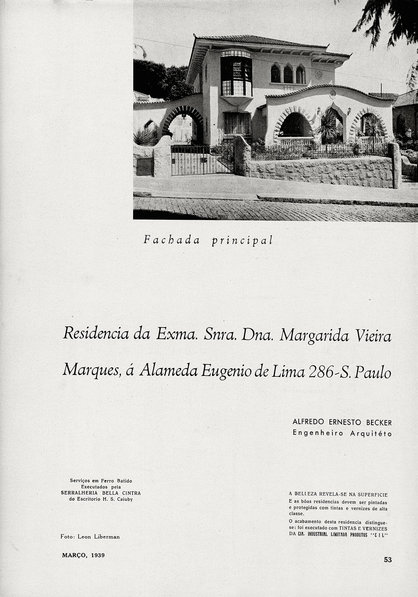 Fachada principal
Residencia da Exma. Snra. Dna. Margarida Vieira
Marques, á Alameda Eugenio de Lima 286-S. Paulo
ALFREDO ERNESTO BECKER
Engenheiro Arquitéto
Serviços em Ferro Batido
Executados pela
SERRALHERIA BELLA CINTRA
do Escritorio H. S. Caiuby
A BELLEZA REVELA-SE NA SUPERFICIE
E as bôas residencias devem ser pintadas
e protegidas com tintas e vernizes de alta
classe.
O acabamento desta residencia distingue-
se: foi executado com TINTAS E VERNIZES
DA CIA. INDUSTRIAL LIMITADA PRODUTOS "CIL"
Foto: Leon Liberman
MARÇO, 1939
53